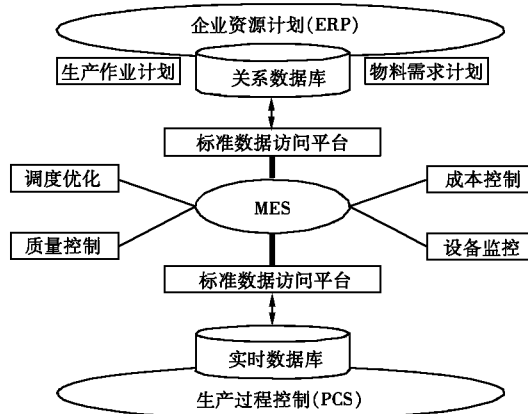 企业资源计划(ERP)
生产作业计划
关系数据库
物料需求计划
标准数据访问平台
调度优化
成本控制
MES
质量控制
设备监控
标准数据访问平台
实时数据库
生产过程控制(PCS)